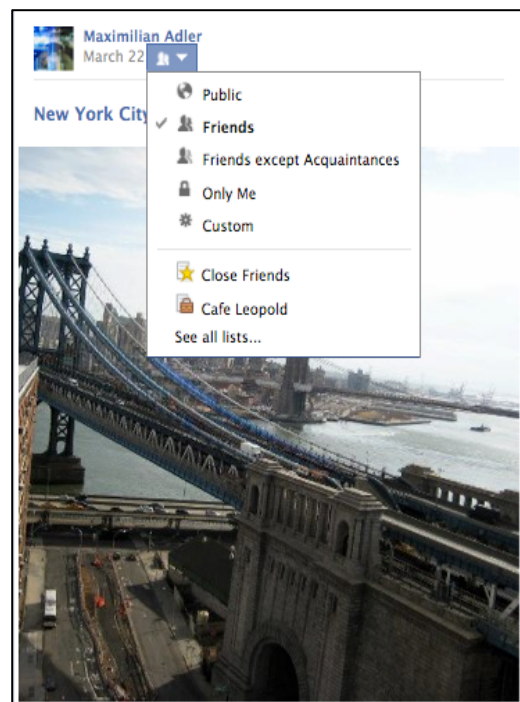 Maximilian Adler
March 22
New York City
Public
Friends
Friends except Acquaintances
Only Me
Custom
Close Friends
Cafe Leopold
See all lists...